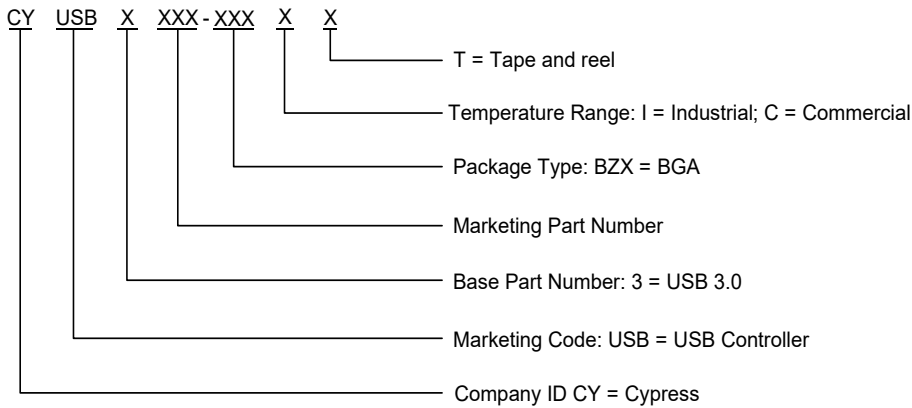 CY USB X XXX-XXX X X
T = Tape and reel
Temperature Range: I = Industrial; C = Commercial
Package Type: BZX = BGA
Marketing Part Number
Base Part Number: 3 = USB 3.0
Marketing Code: USB = USB Controller
Company ID CY = Cypress